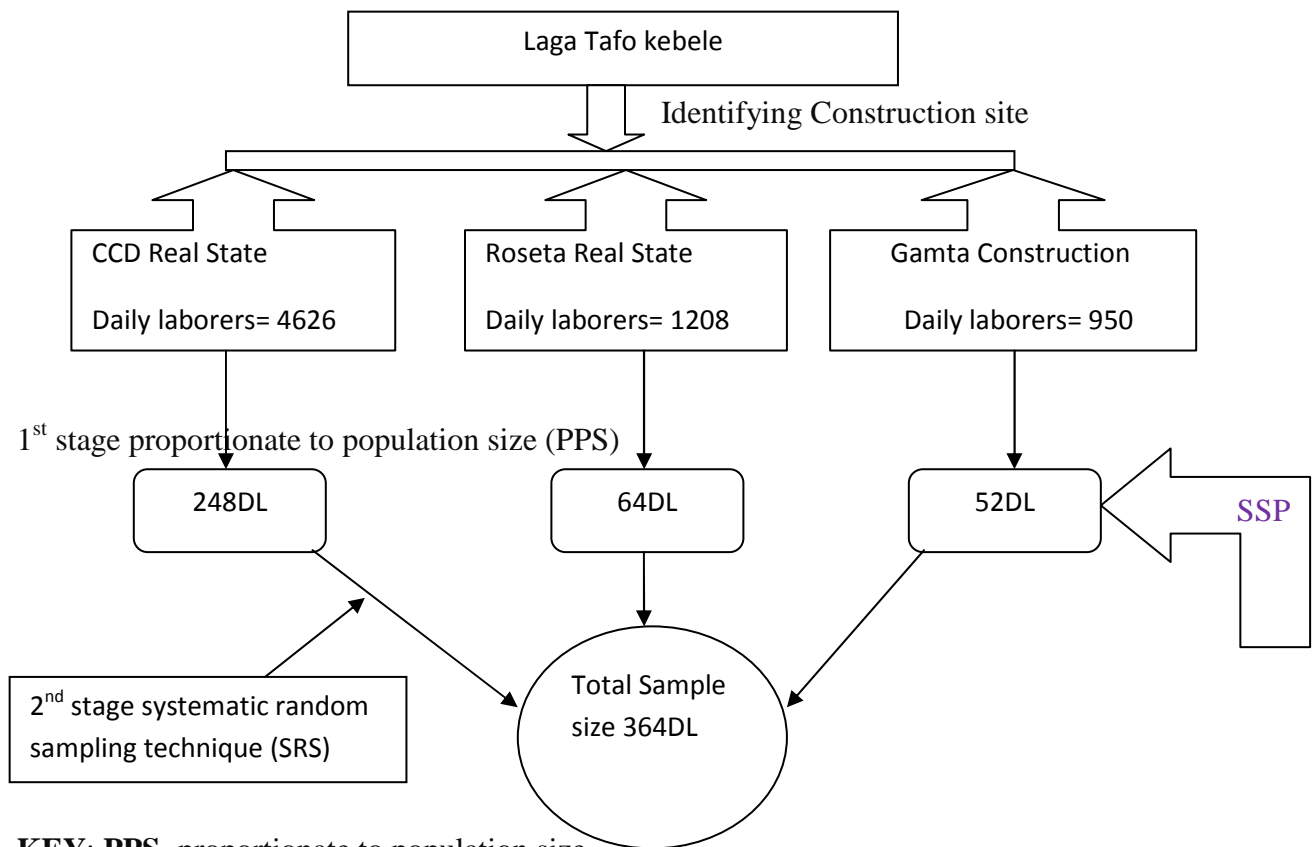 Laga Tafo kebele
Identifying Construction site
CCD Real State
Daily laborers= 4626
Roseta Real State
Daily laborers= 1208
Gamta Construction
Daily laborers= 950
1st stage proportionate to population size (PPS)
248DL
64DL
52DL
SSP
2nd stage systematic random
sampling technique (SRS)
Total Sample
size 364DL
KEY: PPS- proportionate to population size